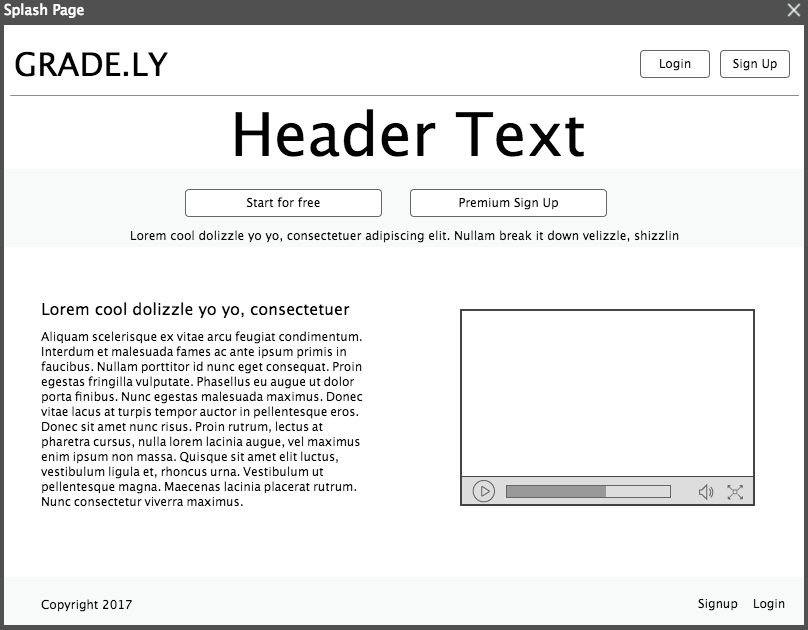 Splash Page
GRADE.LY
Login
Sign Up
Header Text
Start for free
Premium Sign Up
Lorem cool dolizzle yo yo, consectetuer adipiscing elit. Nullam break it down velizzle, shizzlin
Lorem cool dolizzle yo yo, consectetuer
Aliquam scelerisque ex vitae arcu feugiat condimentum.
Interdum et malesuada fames ac ante ipsum primis in
faucibus. Nullam porttitor id nunc eget consequat. Proin
egestas fringilla vulputate. Phasellus eu augue ut dolor
porta finibus. Nunc egestas malesuada maximus. Donec
vitae lacus at turpis tempor auctor in pellentesque eros.
Donec sit amet nunc risus. Proin rutrum, lectus at
pharetra cursus, nulla lorem lacinia augue, vel maximus
enim ipsum non massa. Quisque sit amet elit luctus,
vestibulum ligula et, rhoncus urna. Vestibulum ut
pellentesque magna. Maecenas lacinia placerat rutrum.
Nunc consectetur viverra maximus.
Copyright 2017
Signup
Login